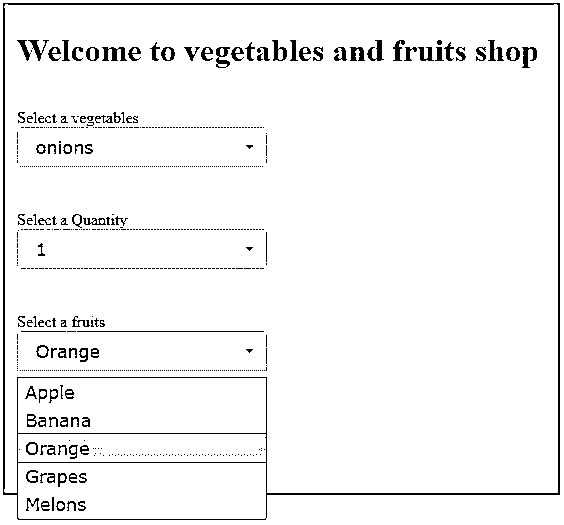 Welcome to vegetables and fruits shop
Select a vegetables
onions
Select a Quantity
1
Select a fruits
Orange
Apple
Banana
Orange
Grapes
Melons